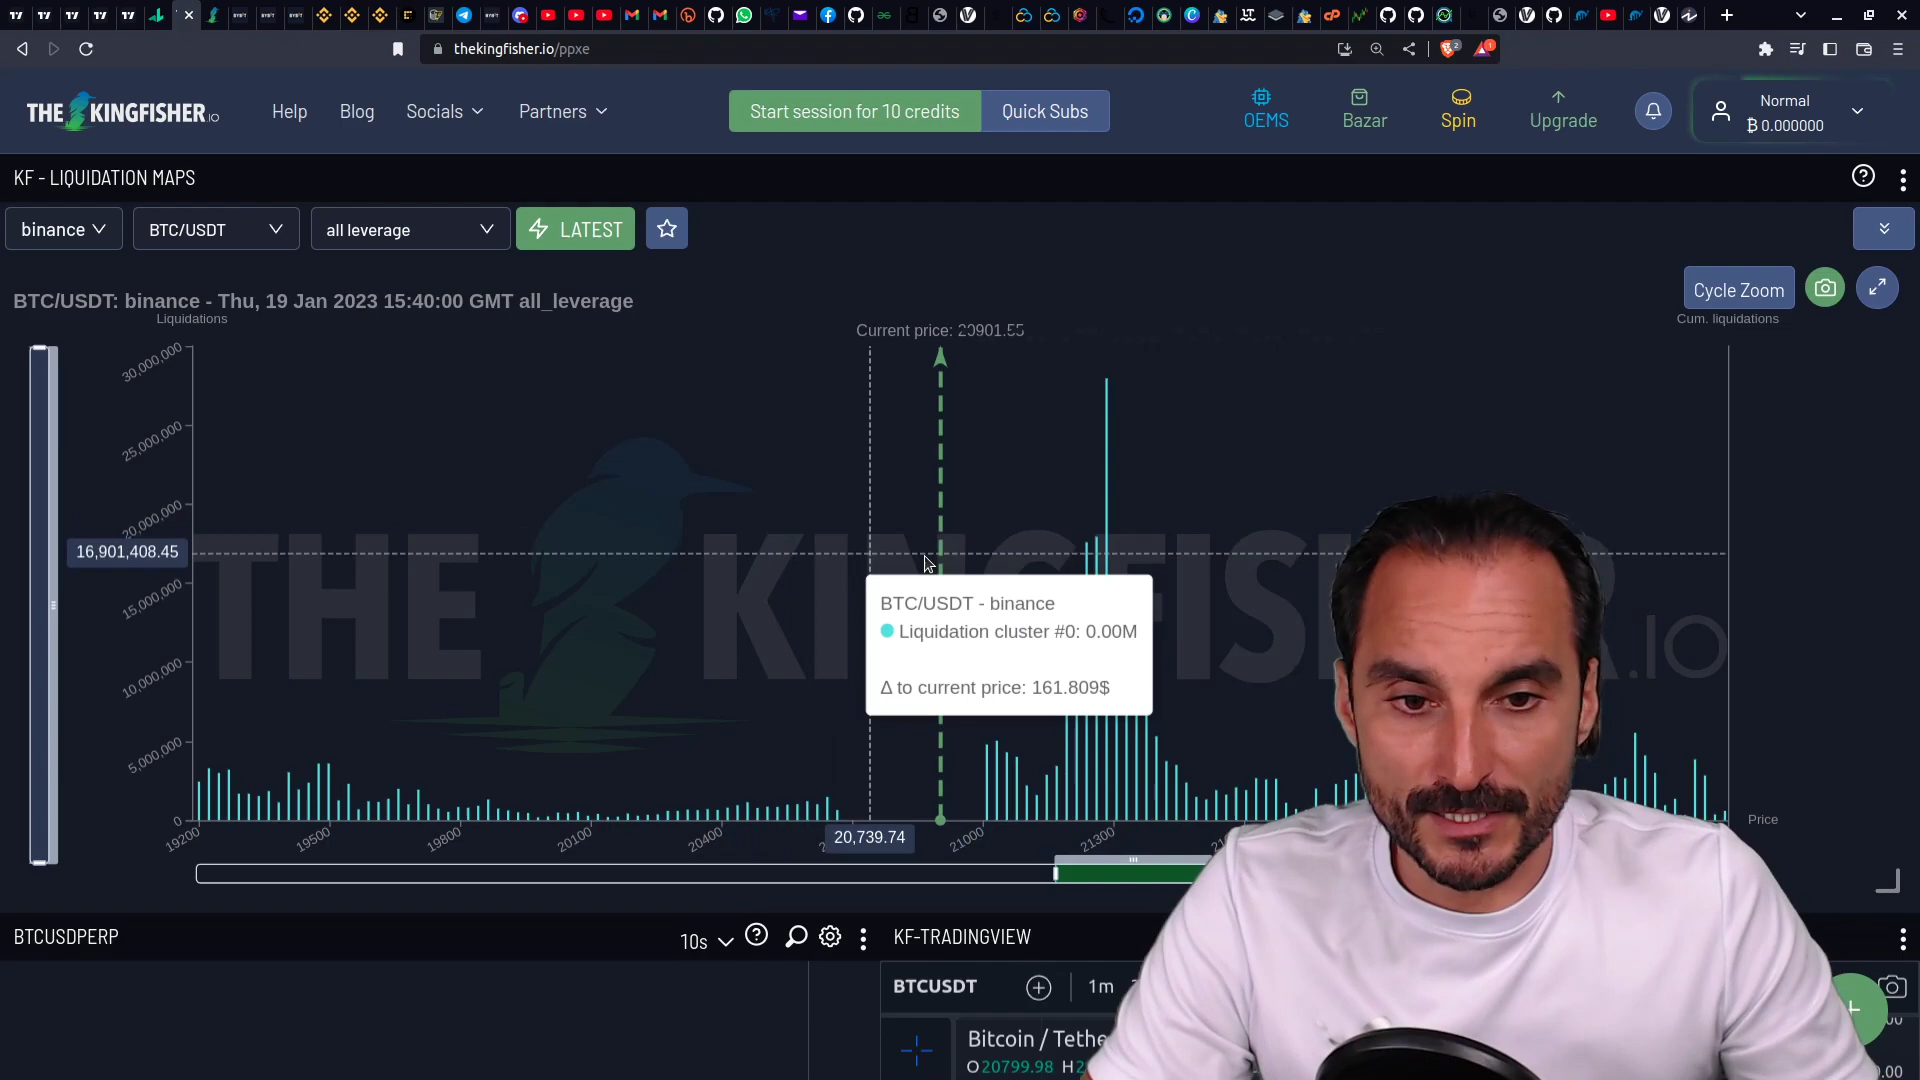 thekingfisher.io/ppxe
THE KINGFISHER.IO
Help
Blog
Socials
Partners
Start session for 10 credits
Quick Subs
OEMS
Bazar
Spin
Upgrade
Normal
₿ 0.000000
KF - LIQUIDATION MAPS
binance
BTC/USDT
all leverage
LATEST
Cycle Zoom
BTC/USDT: binance - Thu, 19 Jan 2023 15:40:00 GMT all_leverage
Liquidations
Current price: 20901.55
Cum. liquidations
30,000,000
25,000,000
20,000,000
16,901,408.45
15,000,000
10,000,000
5,000,000
0
THE KINGFISHER.IO
BTC/USDT - binance
Liquidation cluster #0: 0.00M
Δ to current price: 161.809$
19200
19500
19800
20100
20400
20,739.74
21000
21300
Price
BTCUSDPERP
10s
KF-TRADINGVIEW
BTCUSDT
1m
Bitcoin / Tethe
O20799.98 H2